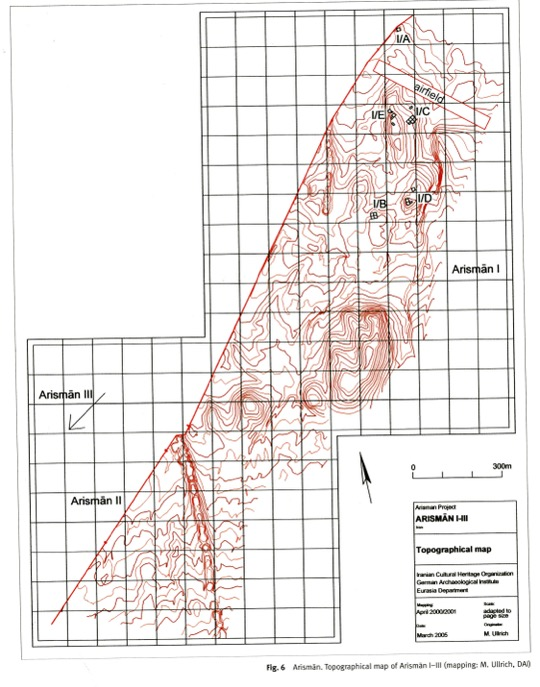 I/A
airfield
I/E
I/C
I/B
I/D
Arismān I
Arismān III
Arismān II
0 300m
Arisman Project
ARISMĀN I-III
Topographical map
Iranian Cultural Heritage Organization
German Archaeological Institute
Eurasia Department
Mapping:
April 2000/2001
Scale:
adapted to
page size
Date:
March 2005
Originator
M. Ullrich
Fig. 6 Arismān. Topographical map of Arismān I–III (mapping: M. Ullrich, DAI)